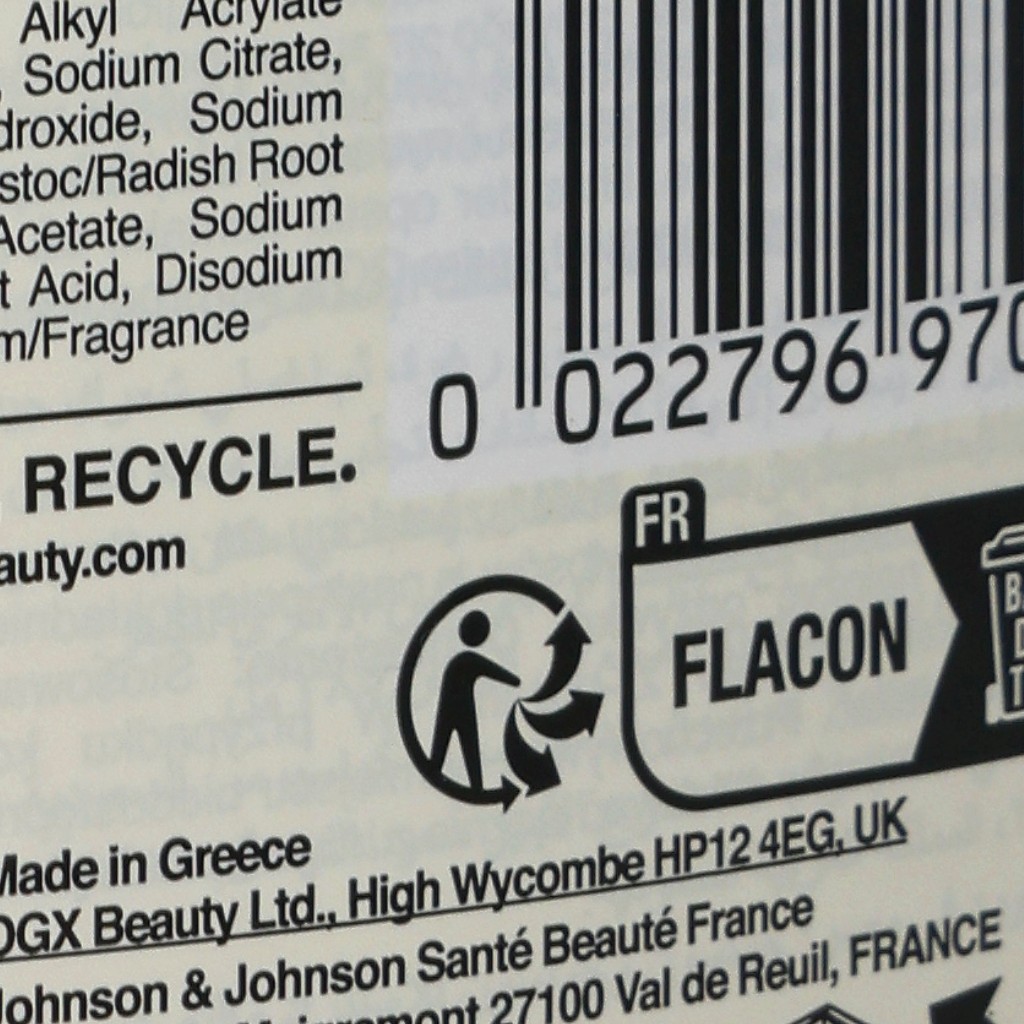 Alkyl Acrylate
, Sodium Citrate,
droxide, Sodium
stoc/Radish Root
Acetate, Sodium
t Acid, Disodium
m/Fragrance
RECYCLE.
auty.com
0 022796 970
FR
FLACON
Made in Greece
OGX Beauty Ltd., High Wycombe HP12 4EG, UK
Johnson & Johnson Santé Beauté France
27100 Val de Reuil, FRANCE